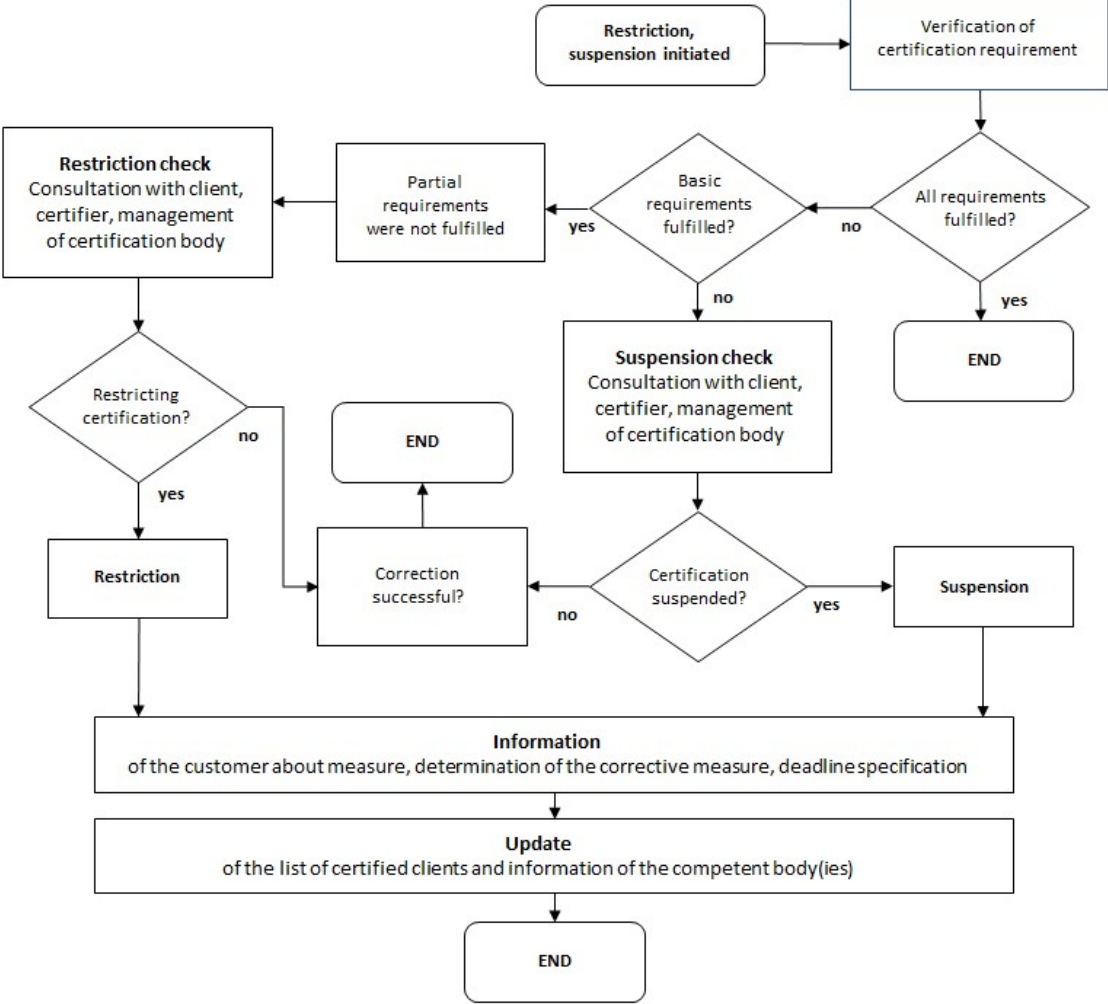 Restriction,
suspension initiated
Verification of
certification requirement
All requirements
fulfilled?
no
yes
END
Basic
requirements
fulfilled?
yes
no
Partial
requirements
were not fulfilled
Restriction check
Consultation with client,
certifier, management
of certification body
Restricting
certification?
no
yes
Restriction
Suspension check
Consultation with client,
certifier, management
of certification body
Certification
suspended?
no
yes
Suspension
Correction
successful?
END
Information
of the customer about measure, determination of the corrective measure, deadline specification
Update
of the list of certified clients and information of the competent body(ies)
END